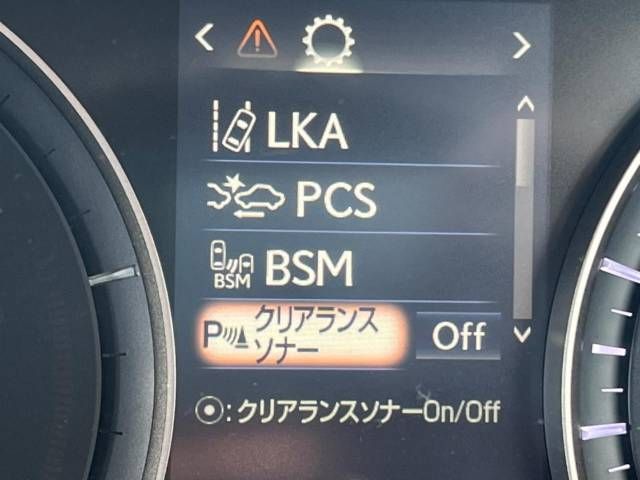 LKA
PCS
BSM BSM
P クリアランス
ソナー Off
⦿: クリアランスソナーOn/Off